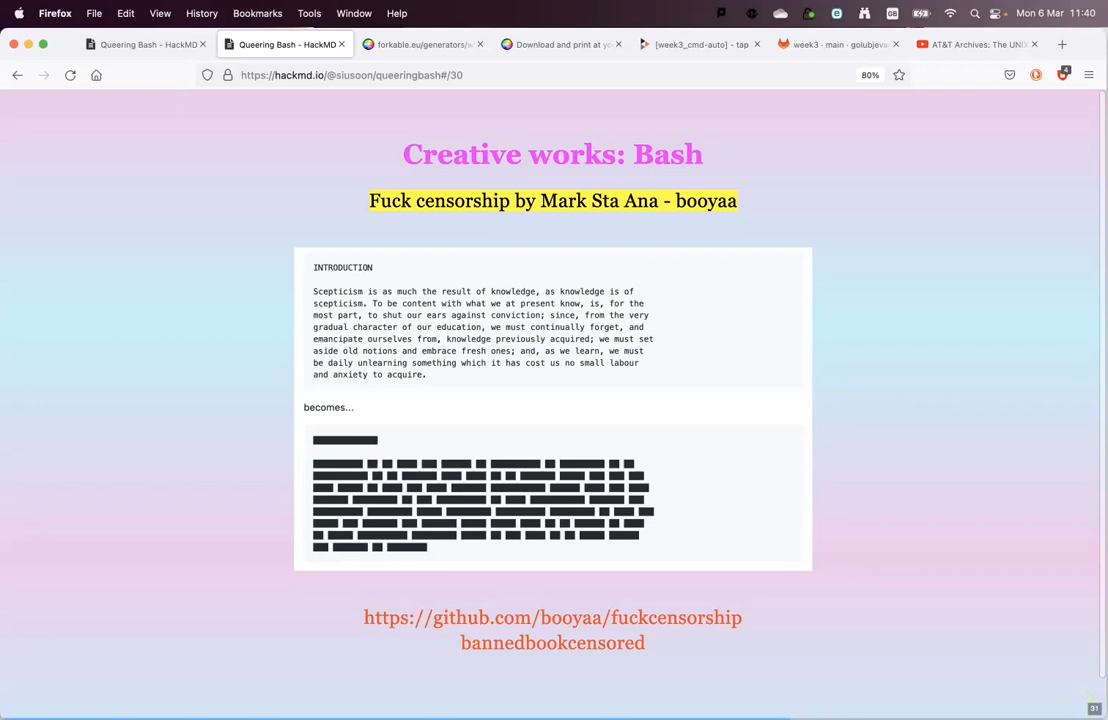 Firefox File Edit View History Bookmarks Tools Window Help GB Mon 6 Mar 11:40
Queering Bash - HackMD Queering Bash - HackMD forkable.eu/generators/ Download and print at yo [week3_cmd-auto] - tap week3 · main · golubjeva AT&T Archives: The UNI
https://hackmd.io/@siusoon/queeringbash#/30 80% 4
Creative works: Bash
Fuck censorship by Mark Sta Ana - booyaa
INTRODUCTION
Scepticism is as much the result of knowledge, as knowledge is of
scepticism. To be content with what we at present know, is, for the
most part, to shut our ears against conviction; since, from the very
gradual character of our education, we must continually forget, and
emancipate ourselves from, knowledge previously acquired; we must set
aside old notions and embrace fresh ones; and, as we learn, we must
be daily unlearning something which it has cost us no small labour
and anxiety to acquire.
becomes...
https://github.com/booyaa/fuckcensorship
bannedbookcensored
31